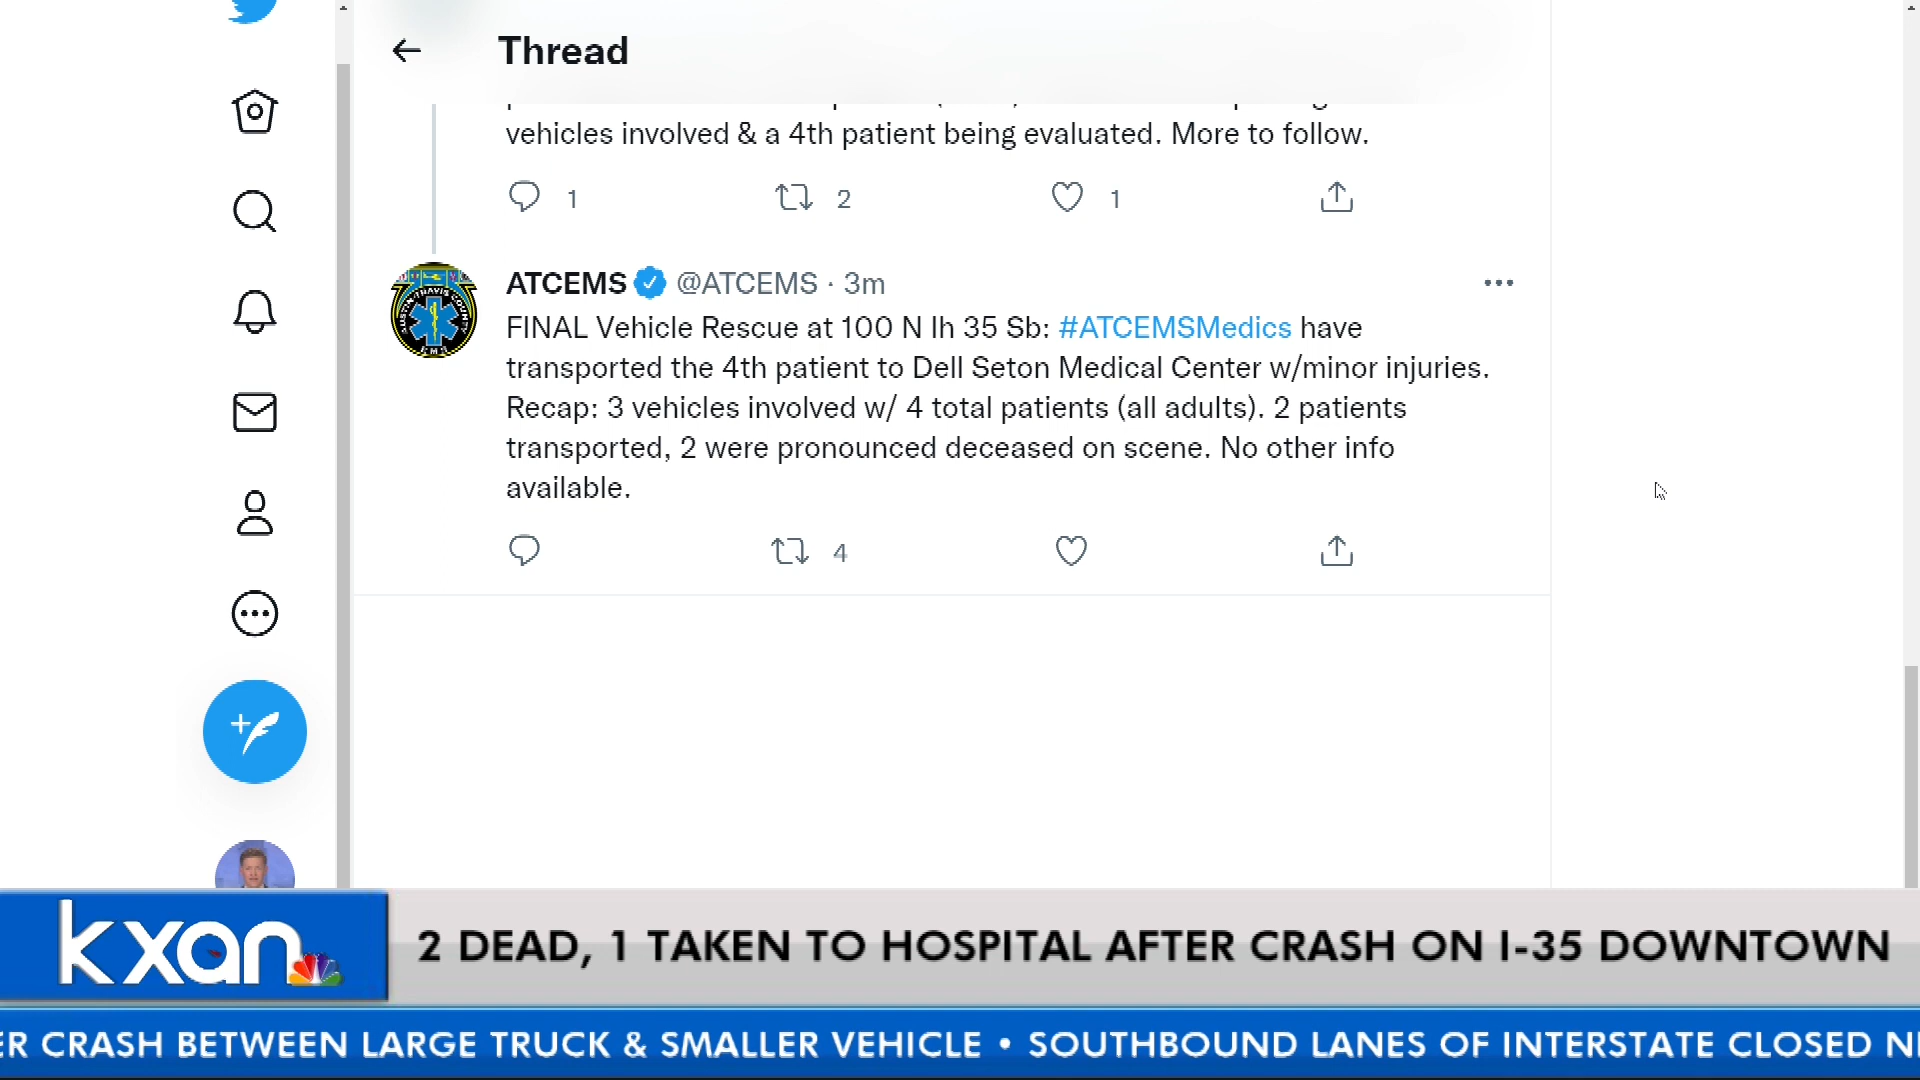 Thread
vehicles involved & a 4th patient being evaluated. More to follow.
1 2 1
ATCEMS @ATCEMS · 3m
FINAL Vehicle Rescue at 100 N Ih 35 Sb: #ATCEMSMedics have
transported the 4th patient to Dell Seton Medical Center w/minor injuries.
Recap: 3 vehicles involved w/ 4 total patients (all adults). 2 patients
transported, 2 were pronounced deceased on scene. No other info
available.
4
kxan
2 DEAD, 1 TAKEN TO HOSPITAL AFTER CRASH ON I-35 DOWNTOWN
ER CRASH BETWEEN LARGE TRUCK & SMALLER VEHICLE • SOUTHBOUND LANES OF INTERSTATE CLOSED